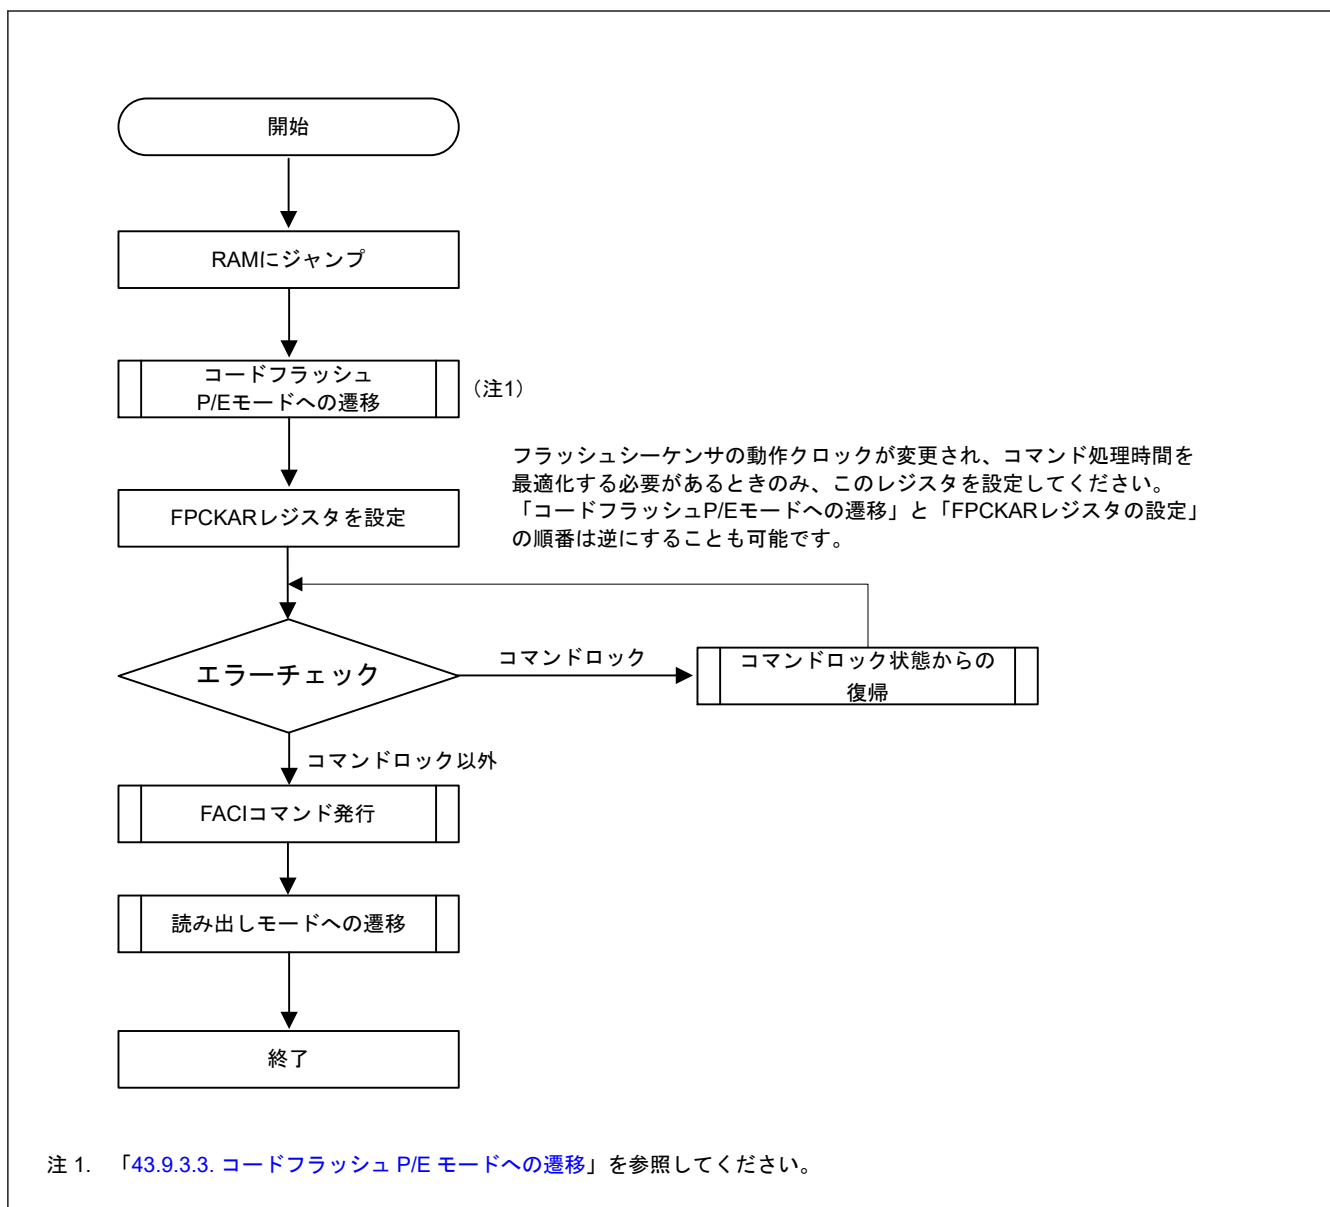 開始
RAMにジャンプ
コードフラッシュ
P/Eモードへの遷移
（注1）
フラッシュシーケンサの動作クロックが変更され、コマンド処理時間を
最適化する必要があるときのみ、このレジスタを設定してください。
「コードフラッシュP/Eモードへの遷移」と「FPCKARレジスタの設定」
の順番は逆にすることも可能です。
FPCKARレジスタを設定
エラーチェック
コマンドロック
コマンドロック状態からの
復帰
コマンドロック以外
FACIコマンド発行
読み出しモードへの遷移
終了
注 1. 「43.9.3.3. コードフラッシュ P/E モードへの遷移」を参照してください。